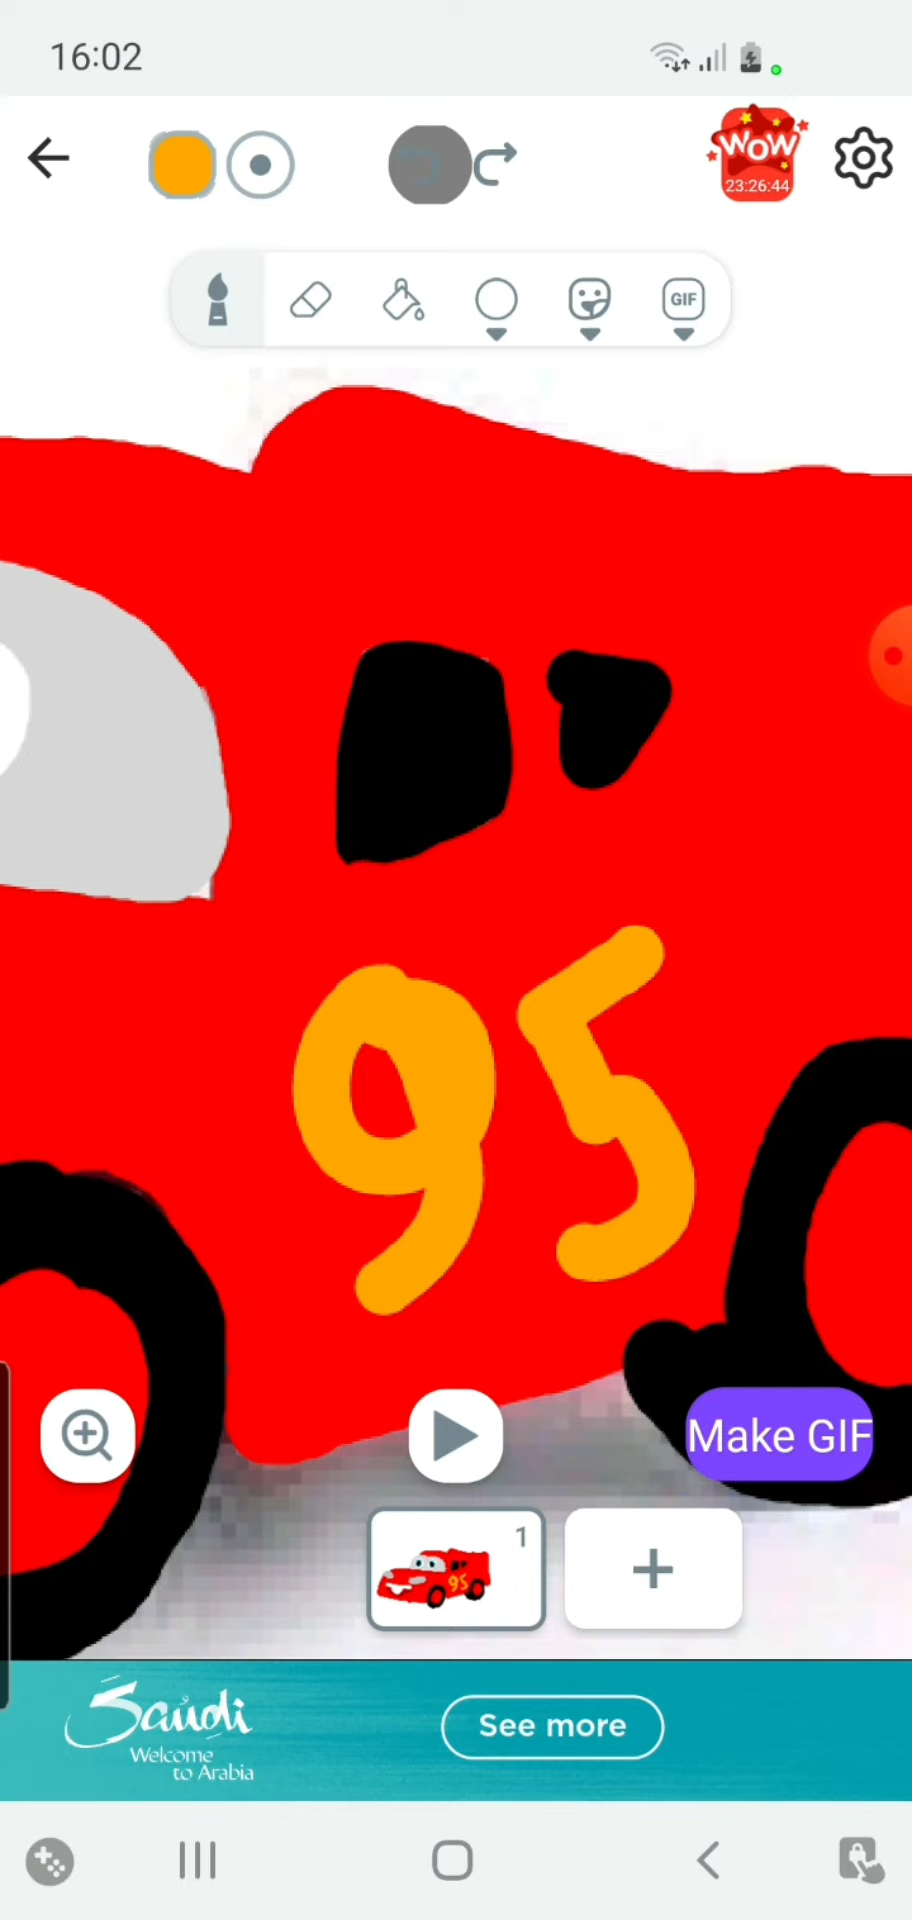 16:02
WOW
23:26:44
GIF
95
Make GIF
1
95
Saudi
Welcome
to Arabia
See more